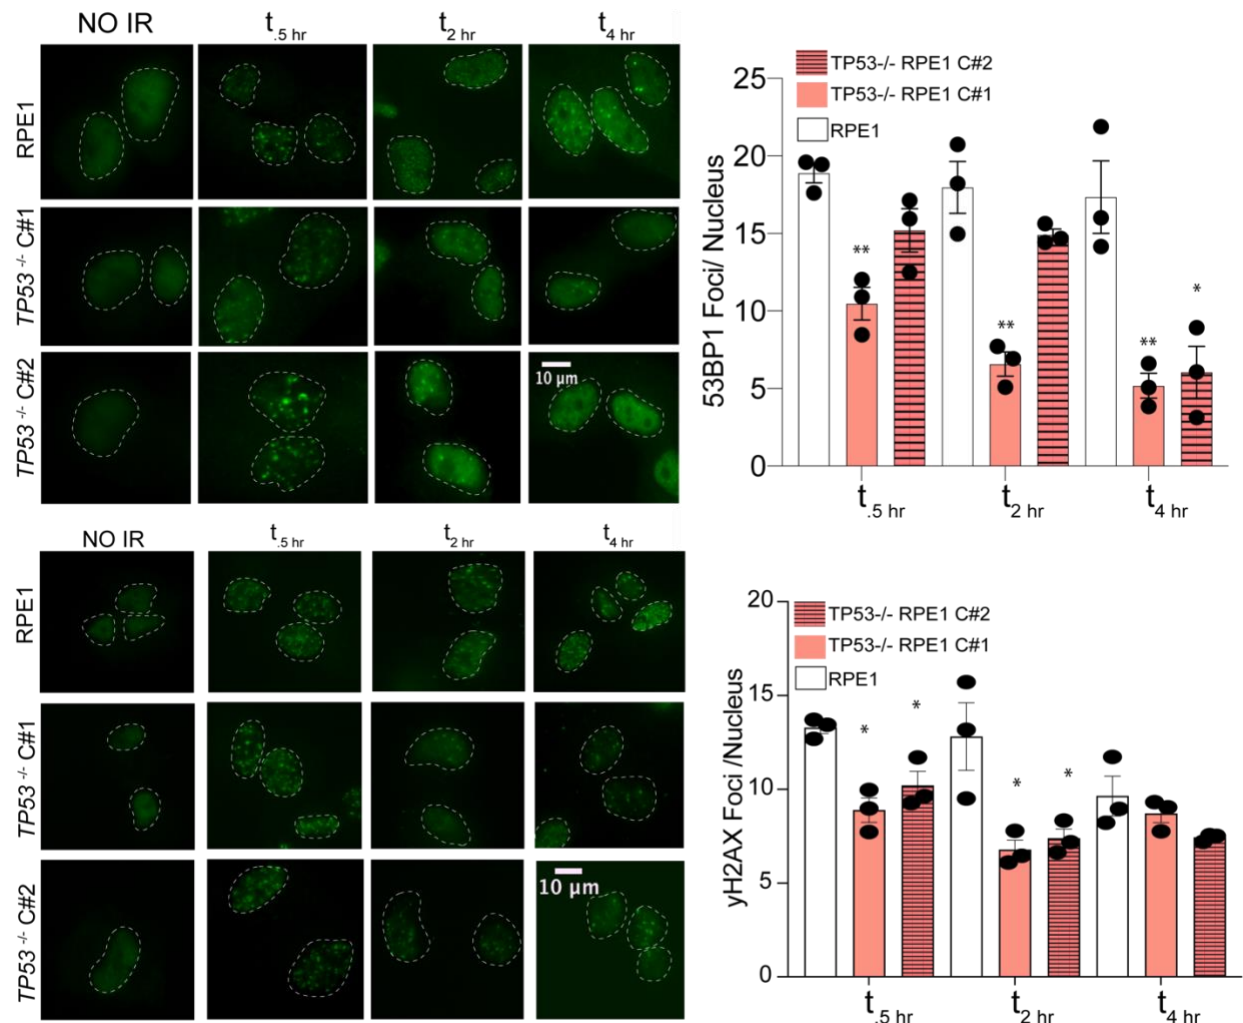 NO IR
t.5 hr
t2 hr
t4 hr
RPE1
TP53 -/- C#1
TP53 -/- C#2
10 µm
TP53-/- RPE1 C#2
TP53-/- RPE1 C#1
RPE1
53BP1 Foci/ Nucleus
25
20
15
10
5
0
**
**
**
*
t.5 hr
t2 hr
t4 hr
NO IR
t.5 hr
t2 hr
t4 hr
RPE1
TP53 -/- C#1
TP53 -/- C#2
10 µm
TP53-/- RPE1 C#2
TP53-/- RPE1 C#1
RPE1
yH2AX Foci /Nucleus
20
15
10
5
0
*
*
*
*
t.5 hr
t2 hr
t4 hr